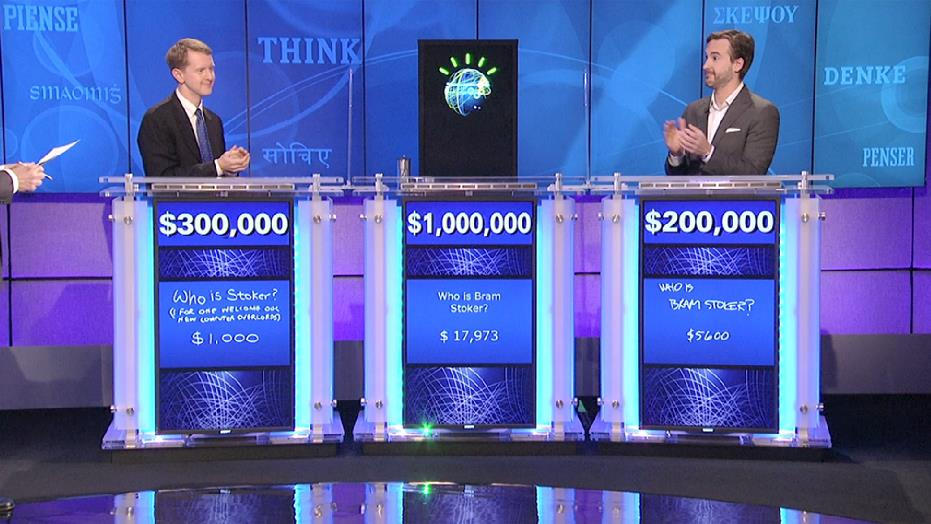 PIENSE
THINK
ΣΚΕΨΟΥ
DENKE
सोचिए
PENSER
$300,000
$1,000,000
$200,000
Who is Stoker?
(I FOR ONE WELCOME OUR
NEW COMPUTER OVERLORDS)
$1,000
Who is Bram
Stoker?
$ 17,973
WHO IS
BRAM STOKER?
$5600